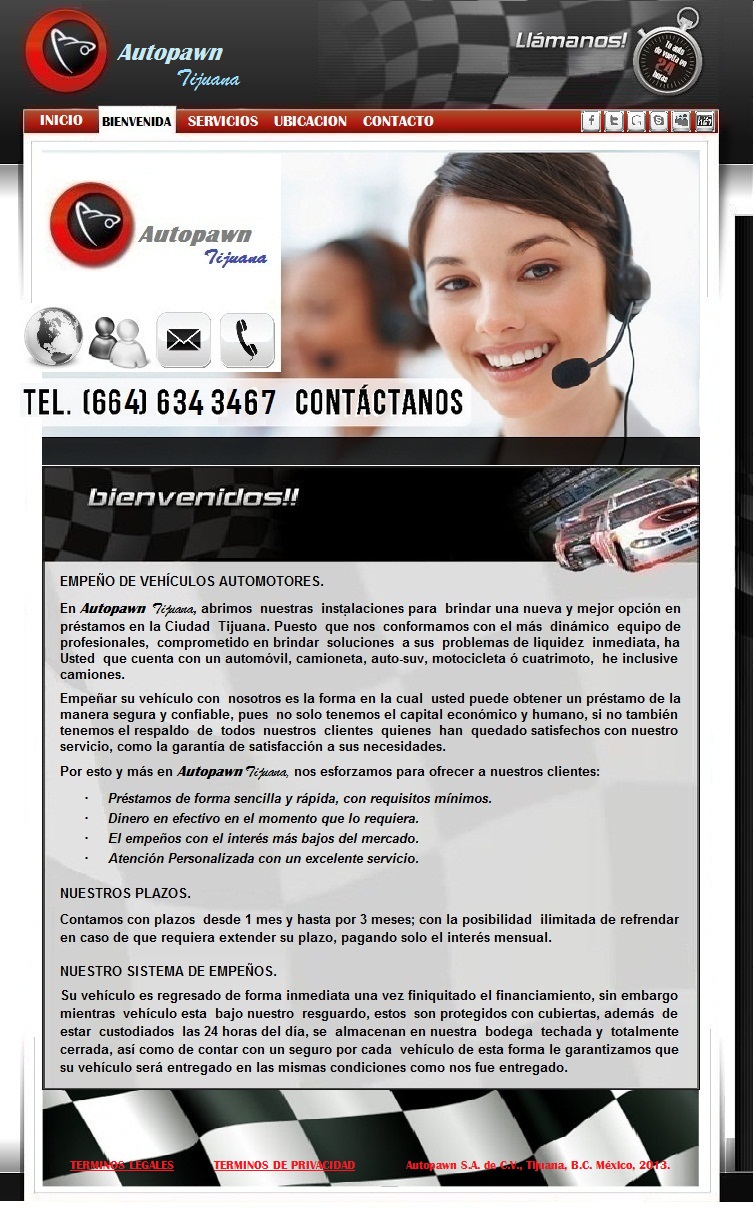 Autopawn
Tijuana
Llámanos!
Tu auto
de vuelta en
24
horas
INICIO BIENVENIDA SERVICIOS UBICACION CONTACTO
Autopawn
Tijuana
TEL. (664) 634 3467 CONTÁCTANOS
bienvenidos!!
EMPEÑO DE VEHÍCULOS AUTOMOTORES.
En Autopawn Tijuana, abrimos nuestras instalaciones para brindar una nueva y mejor opción en
préstamos en la Ciudad Tijuana. Puesto que nos conformamos con el más dinámico equipo de
profesionales, comprometido en brindar soluciones a sus problemas de liquidez inmediata, ha
Usted que cuenta con un automóvil, camioneta, auto-suv, motocicleta ó cuatrimoto, he inclusive
camiones.
Empeñar su vehículo con nosotros es la forma en la cual usted puede obtener un préstamo de la
manera segura y confiable, pues no solo tenemos el capital económico y humano, si no también
tenemos el respaldo de todos nuestros clientes quienes han quedado satisfechos con nuestro
servicio, como la garantía de satisfacción a sus necesidades.
Por esto y más en Autopawn Tijuana, nos esforzamos para ofrecer a nuestros clientes:
· Préstamos de forma sencilla y rápida, con requisitos mínimos.
· Dinero en efectivo en el momento que lo requiera.
· El empeños con el interés más bajos del mercado.
· Atención Personalizada con un excelente servicio.
NUESTROS PLAZOS.
Contamos con plazos desde 1 mes y hasta por 3 meses; con la posibilidad ilimitada de refrendar
en caso de que requiera extender su plazo, pagando solo el interés mensual.
NUESTRO SISTEMA DE EMPEÑOS.
Su vehículo es regresado de forma inmediata una vez finiquitado el financiamiento, sin embargo
mientras vehículo esta bajo nuestro resguardo, estos son protegidos con cubiertas, además de
estar custodiados las 24 horas del día, se almacenan en nuestra bodega techada y totalmente
cerrada, así como de contar con un seguro por cada vehículo de esta forma le garantizamos que
su vehículo será entregado en las mismas condiciones como nos fue entregado.
TERMINOS LEGALES TERMINOS DE PRIVACIDAD Autopawn S.A. de C.V., Tijuana, B.C. México, 2013.